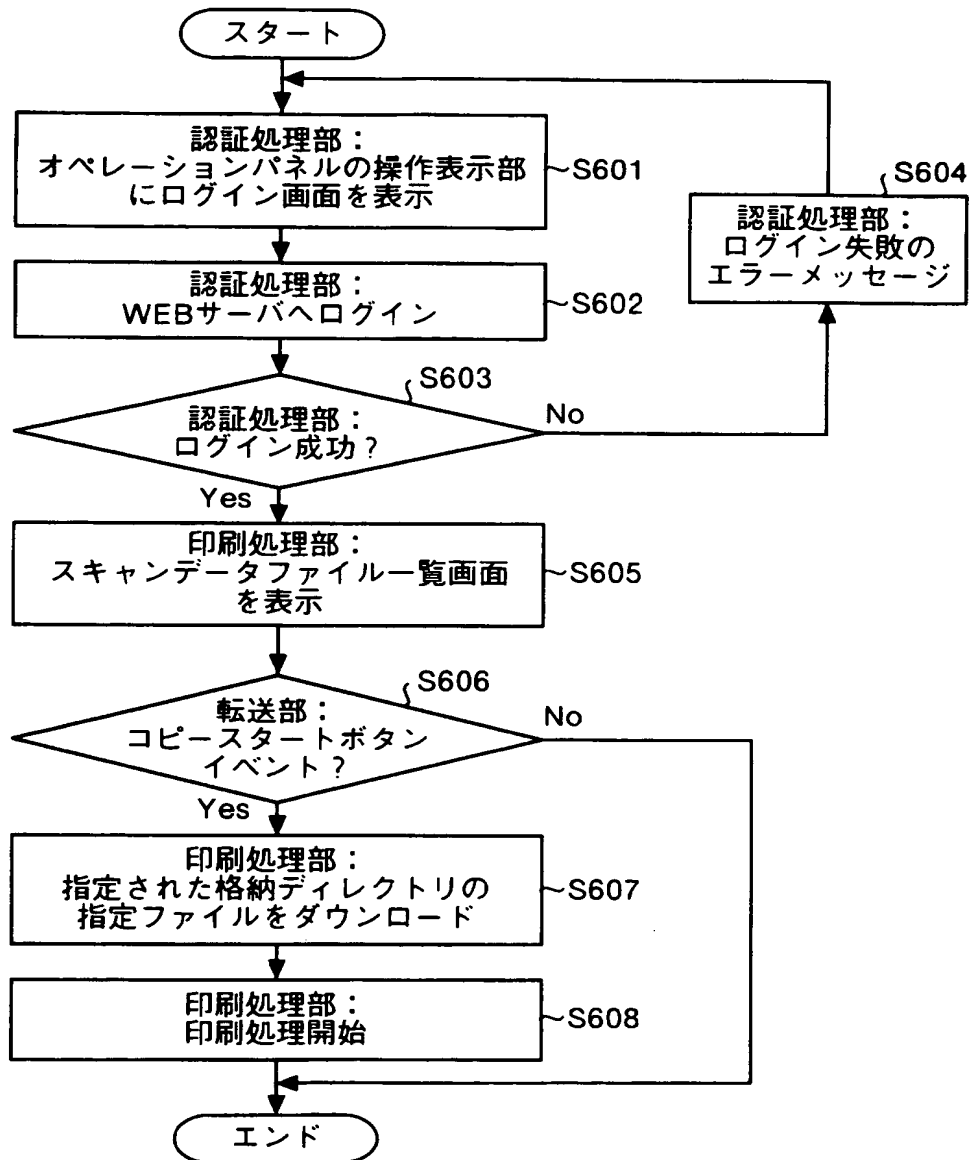 スタート
認証処理部：
オペレーションパネルの操作表示部
にログイン画面を表示
S601
認証処理部：
WEBサーバへログイン
S602
S603
認証処理部：
ログイン成功？
No
S604
認証処理部：
ログイン失敗の
エラーメッセージ
Yes
印刷処理部：
スキャンデータファイル一覧画面
を表示
S605
S606
転送部：
コピースタートボタン
イベント？
No
Yes
印刷処理部：
指定された格納ディレクトリの
指定ファイルをダウンロード
S607
印刷処理部：
印刷処理開始
S608
エンド